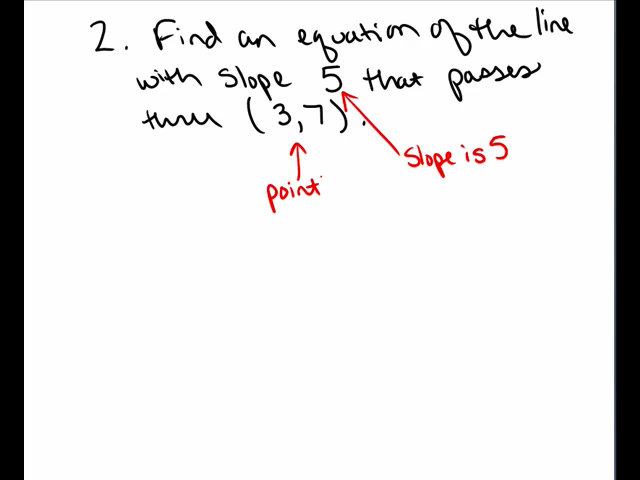 2. Find an equation of the line
with slope 5 that passes
thru (3,7).
slope is 5
point